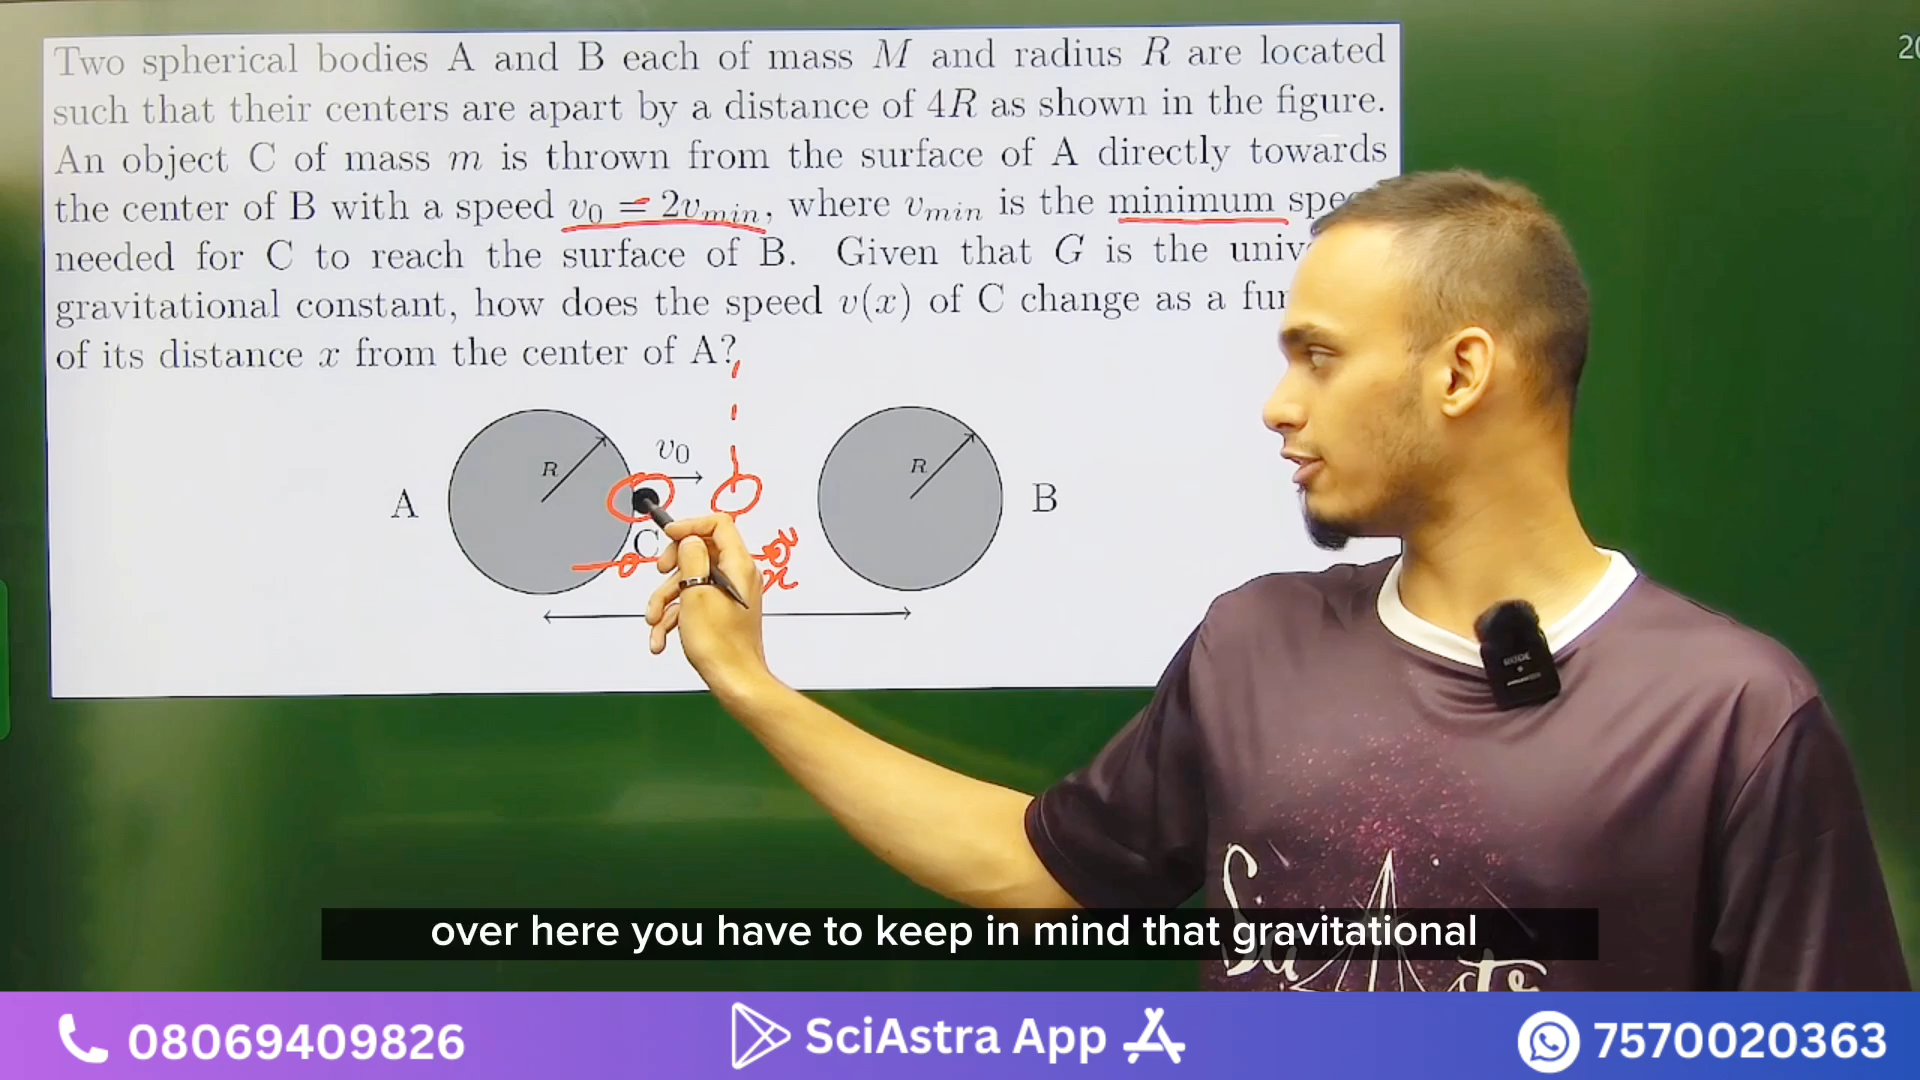 Two spherical bodies A and B each of mass M and radius R are located
such that their centers are apart by a distance of 4R as shown in the figure.
An object C of mass m is thrown from the surface of A directly towards
the center of B with a speed v₀ = 2vₘᵢₙ, where vₘᵢₙ is the minimum
needed for C to reach the surface of B. Given that G is the
gravitational constant, how does the speed v(x) of C change as a
of its distance x from the center of A?
R
v₀
R
A
B
C
x
over here you have to keep in mind that gravitational
08069409826
SciAstra App
7570020363